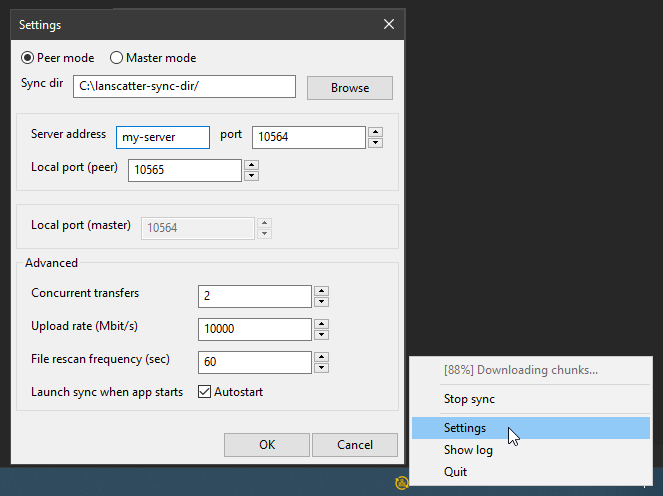 Settings
Peer mode Master mode
Sync dir C:\lanscatter-sync-dir/ Browse
Server address my-server port 10564
Local port (peer) 10565
Local port (master) 10564
Advanced
Concurrent transfers 2
Upload rate (Mbit/s) 10000
File rescan frequency (sec) 60
Launch sync when app starts Autostart
OK Cancel
[88%] Downloading chunks...
Stop sync
Settings
Show log
Quit